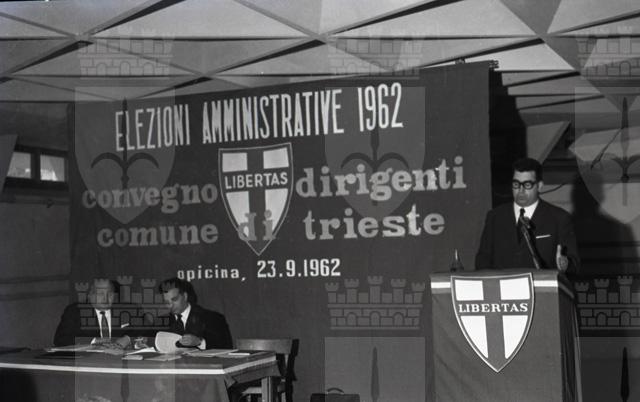 ELEZIONI AMMINISTRATIVE 1962
convegno LIBERTAS dirigenti
comune di trieste
opicina, 23.9.1962
LIBERTAS